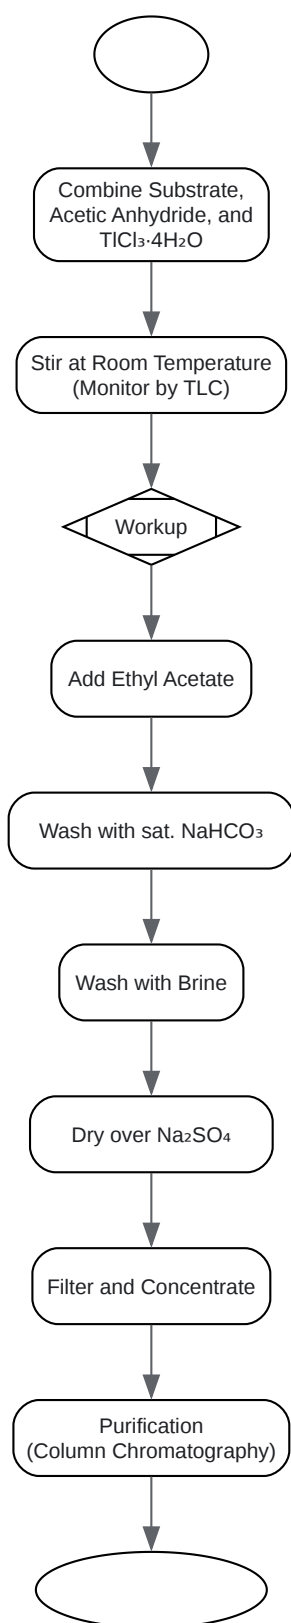 Combine Substrate,
Acetic Anhydride, and
TlCl₃·4H₂O
Stir at Room Temperature
(Monitor by TLC)
Workup
Add Ethyl Acetate
Wash with sat. NaHCO₃
Wash with Brine
Dry over Na₂SO₄
Filter and Concentrate
Purification
(Column Chromatography)